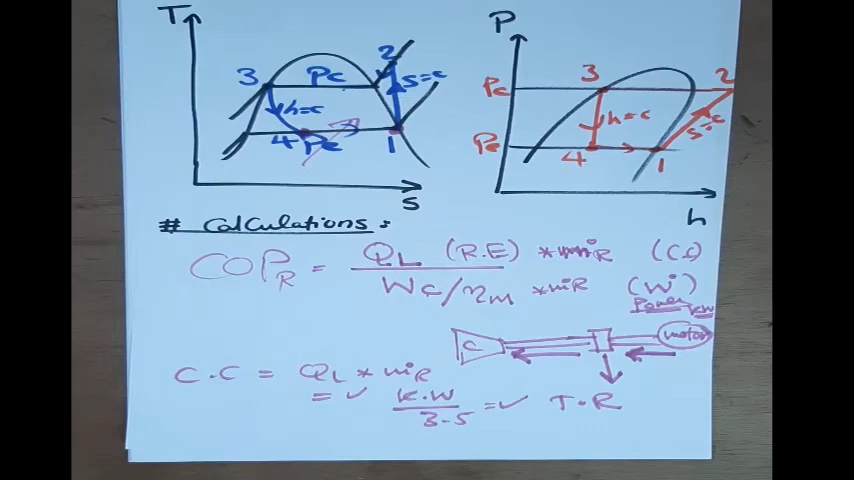 T
2
3
Pc
S=c
h=c
4
Pe
1
S
P
Pc
3
2
h=c
S=c
Pe
4
1
h
# Calculations :
COPR = QL (R.E) * ṁR (C.C)
Wc/ηm * ṁR (W°)
Power
kw
C
motor
C.C = QL * ṁR
= ✓ K.W / 3.5 = ✓ T.R